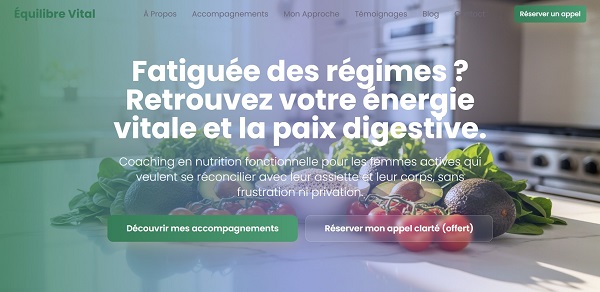 Équilibre Vital
À Propos
Accompagnements
Mon Approche
Témoignages
Blog
Contact
Réserver un appel
Fatiguée des régimes ?
Retrouvez votre énergie
vitale et la paix digestive.
Coaching en nutrition fonctionnelle pour les femmes actives qui
veulent se réconcilier avec leur assiette et leur corps, sans
frustration ni privation.
Découvrir mes accompagnements
Réserver mon appel clarté (offert)